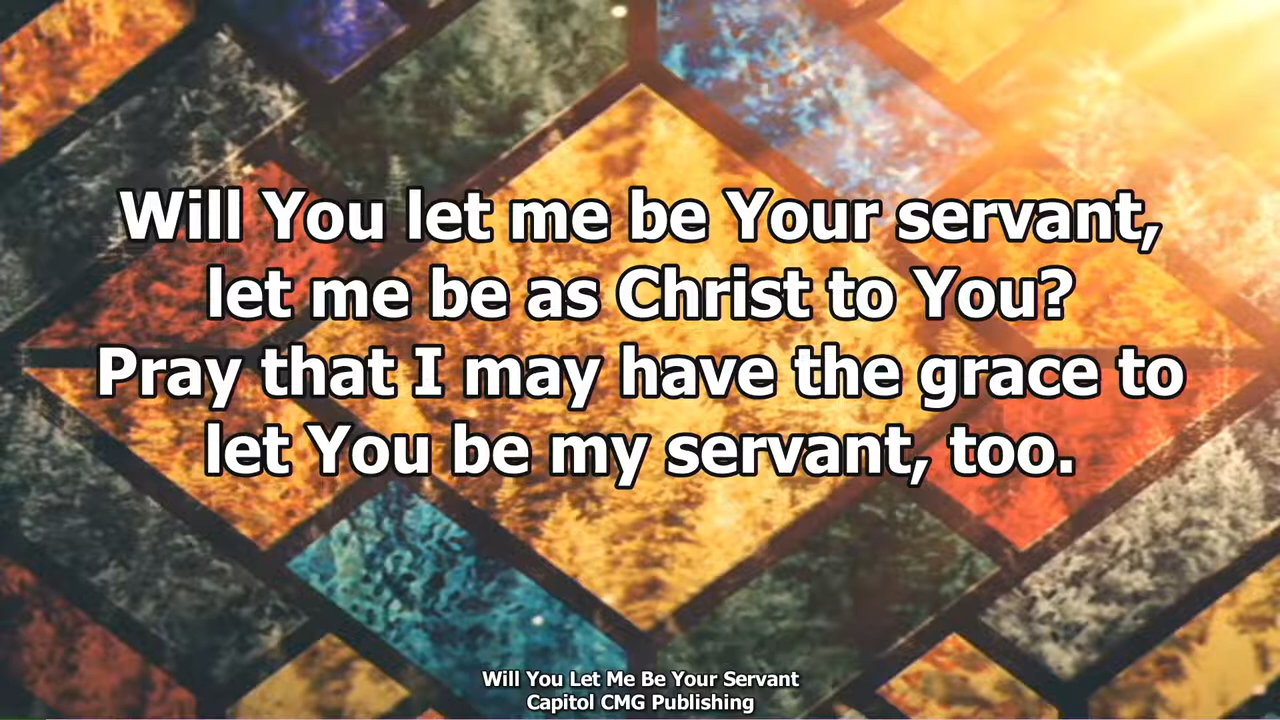 Will You let me be Your servant,
let me be as Christ to You?
Pray that I may have the grace to
let You be my servant, too.
Will You Let Me Be Your Servant
Capitol CMG Publishing